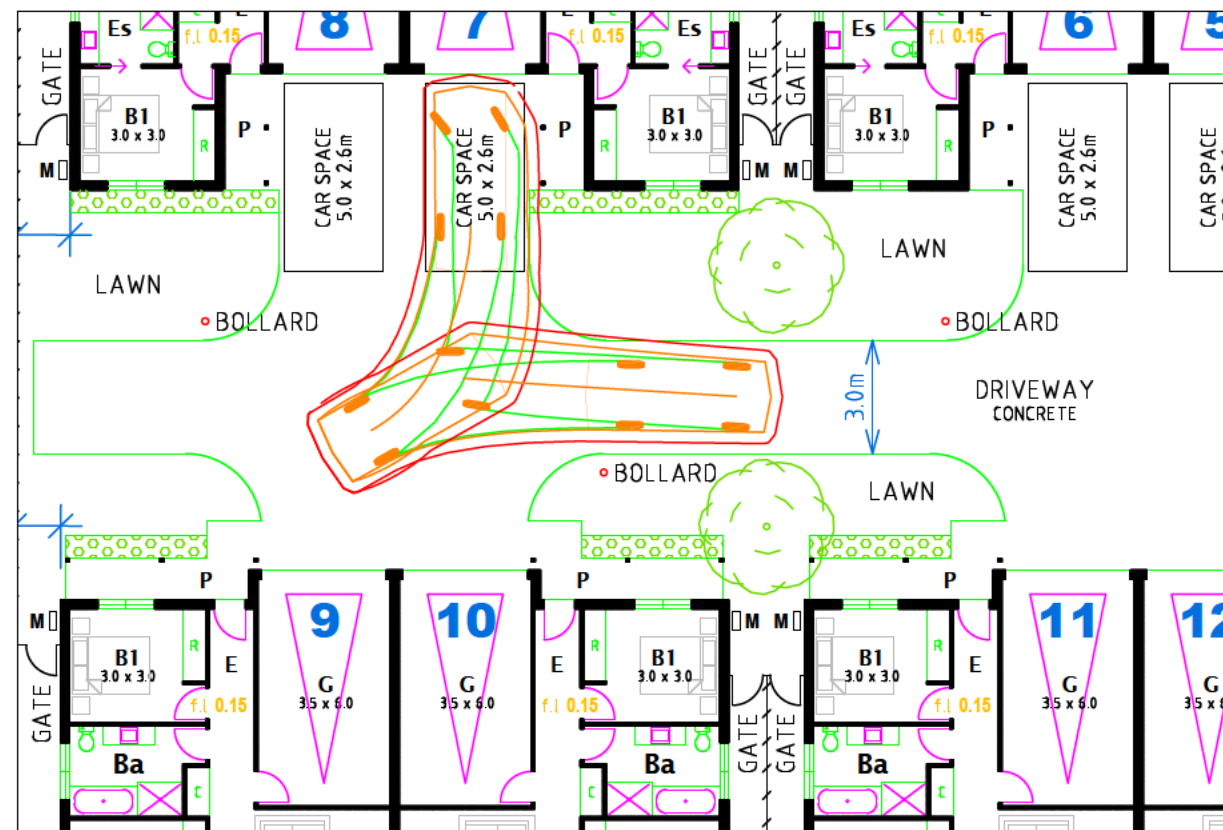 8
7
6
5
Es
f.l 0.15
E
E
f.l 0.15
Es
Es
f.l 0.15
E
GATE
GATE
GATE
B1
3.0 x 3.0
R
P
CAR SPACE
5.0 x 2.6m
CAR SPACE
5.0 x 2.6m
P
R
B1
3.0 x 3.0
B1
3.0 x 3.0
R
P
CAR SPACE
5.0 x 2.6m
CAR SPACE
5.0 x 2.6m
M
M
M
LAWN
LAWN
BOLLARD
BOLLARD
3.0m
DRIVEWAY
CONCRETE
BOLLARD
LAWN
P
P
P
M
M
M
9
10
11
12
B1
3.0 x 3.0
R
E
G
3.5 x 6.0
G
3.5 x 6.0
E
R
B1
3.0 x 3.0
B1
3.0 x 3.0
R
E
G
3.5 x 6.0
G
3.5 x 6.0
f.l 0.15
f.l 0.15
f.l 0.15
GATE
GATE
GATE
Ba
C
C
Ba
Ba
C